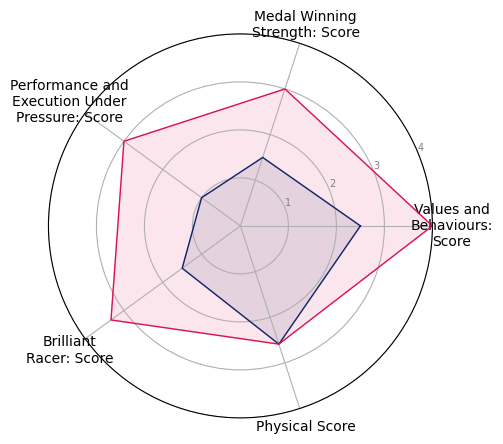 Medal Winning
Strength: Score
Performance and
Execution Under
Pressure: Score
4
3
2
1
Values and
Behaviours:
Score
Brilliant
Racer: Score
Physical Score